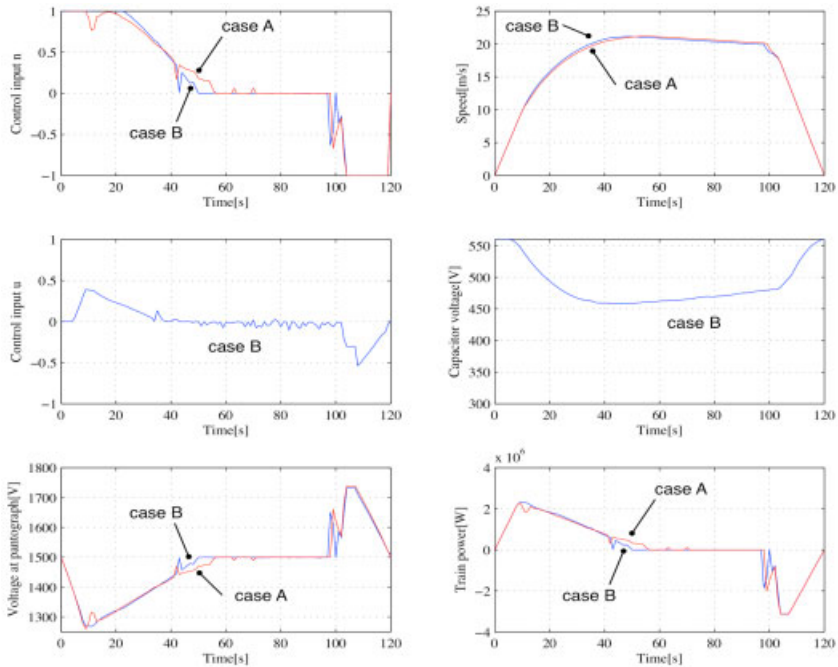 Control input n
1
0.5
0
−0.5
−1
case A
case B
0 20 40 60 80 100 120
Time[s]
Speed[m/s]
25
20
15
10
5
0
case B
case A
0 20 40 60 80 100 120
Time[s]
Control input u
1
0.5
0
−0.5
−1
case B
0 20 40 60 80 100 120
Time[s]
Capacitor voltage[V]
550
500
450
400
350
300
case B
0 20 40 60 80 100 120
Time[s]
Voltage at pantograph[V]
1800
1700
1600
1500
1400
1300
case B
case A
0 20 40 60 80 100 120
Time[s]
x 10⁶
Train power[W]
4
2
0
−2
−4
case A
case B
0 20 40 60 80 100 120
Time[s]